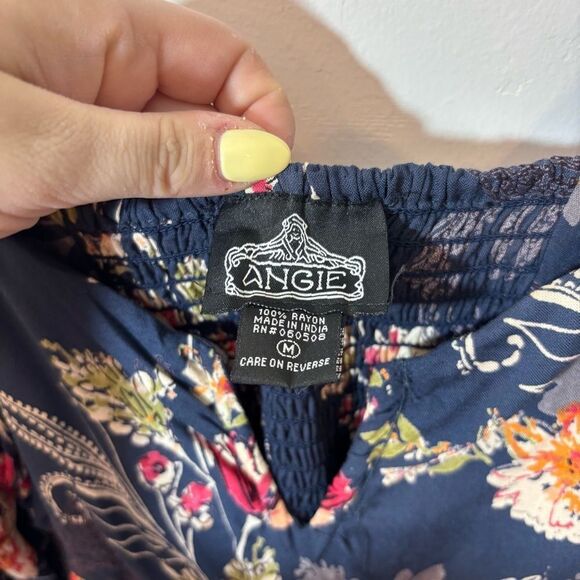 ANGIE
100% RAYON
MADE IN INDIA
RN# 060508
M
CARE ON REVERSE